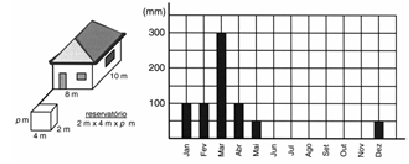 (mm)
300
200
100
Jan
Fev
Mar
Abr
Mai
Jun
Jul
Ago
Set
Out
Nov
Dez
10 m
8 m
p m
4 m
2 m
reservatório
2 m x 4 m x p m